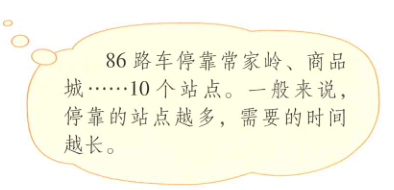 86路车停靠常家岭、商品
城……10个站点。一般来说，
停靠的站点越多，需要的时间
越长。